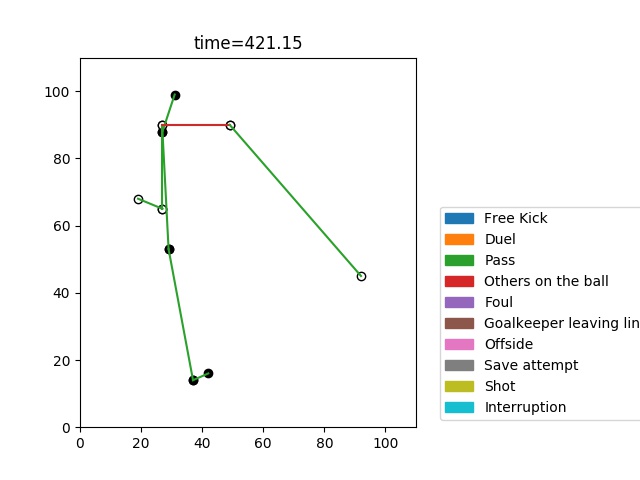 time=421.15
100
80
60
40
20
0
0 20 40 60 80 100
Free Kick
Duel
Pass
Others on the ball
Foul
Goalkeeper leaving lin
Offside
Save attempt
Shot
Interruption